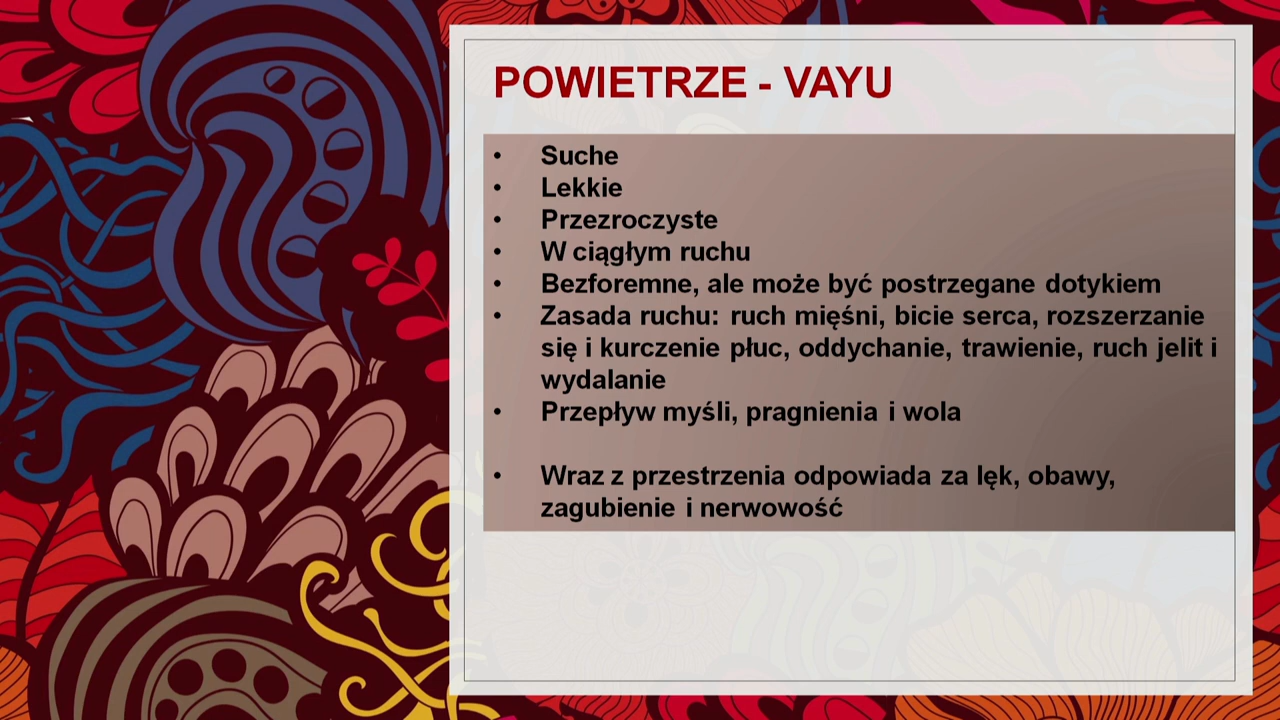 POWIETRZE - VAYU
• Suche
• Lekkie
• Przezroczyste
• W ciągłym ruchu
• Bezforemne, ale może być postrzegane dotykiem
• Zasada ruchu: ruch mięśni, bicie serca, rozszerzanie
się i kurczenie płuc, oddychanie, trawienie, ruch jelit i
wydalanie
• Przepływ myśli, pragnienia i wola
• Wraz z przestrzenia odpowiada za lęk, obawy,
zagubienie i nerwowość